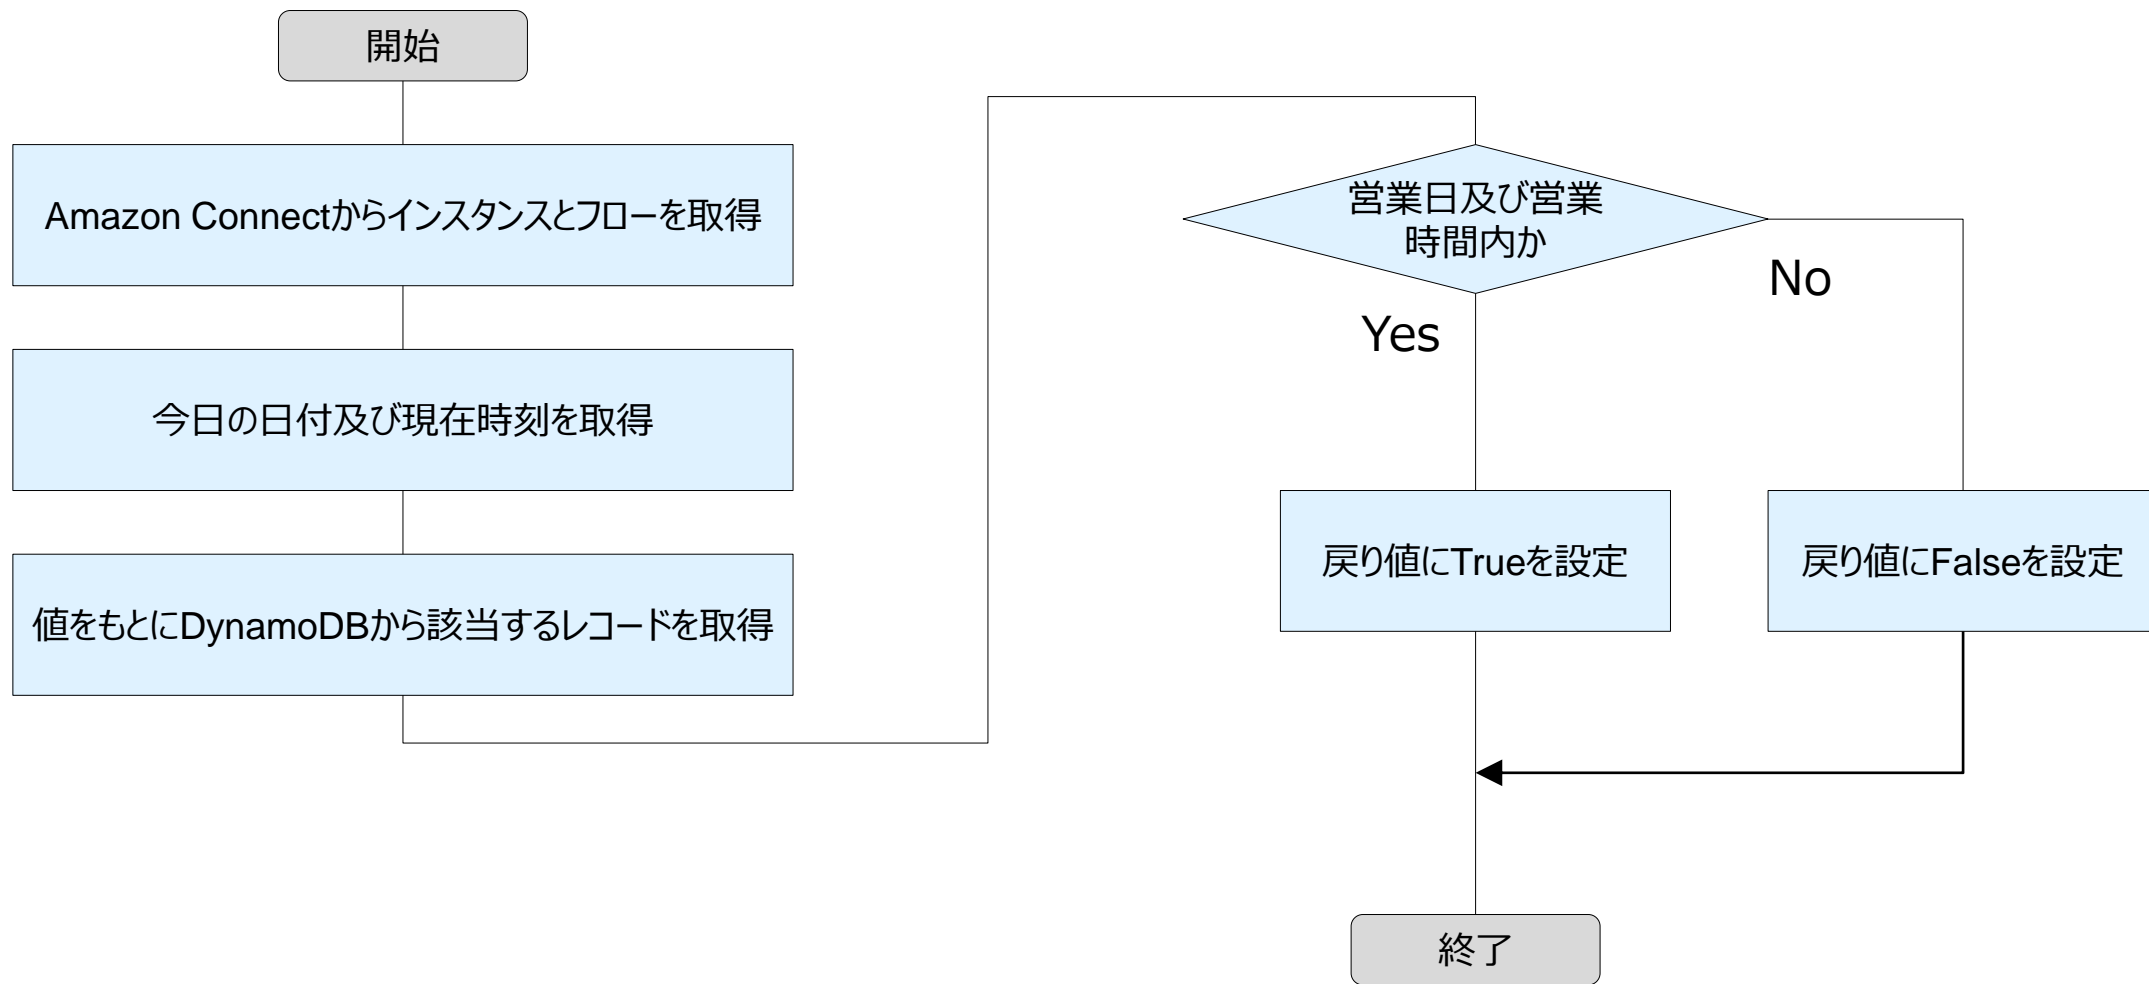 開始
Amazon Connectからインスタンスとフローを取得
今日の日付及び現在時刻を取得
値をもとにDynamoDBから該当するレコードを取得
営業日及び営業
時間内か
No
Yes
戻り値にTrueを設定
戻り値にFalseを設定
終了